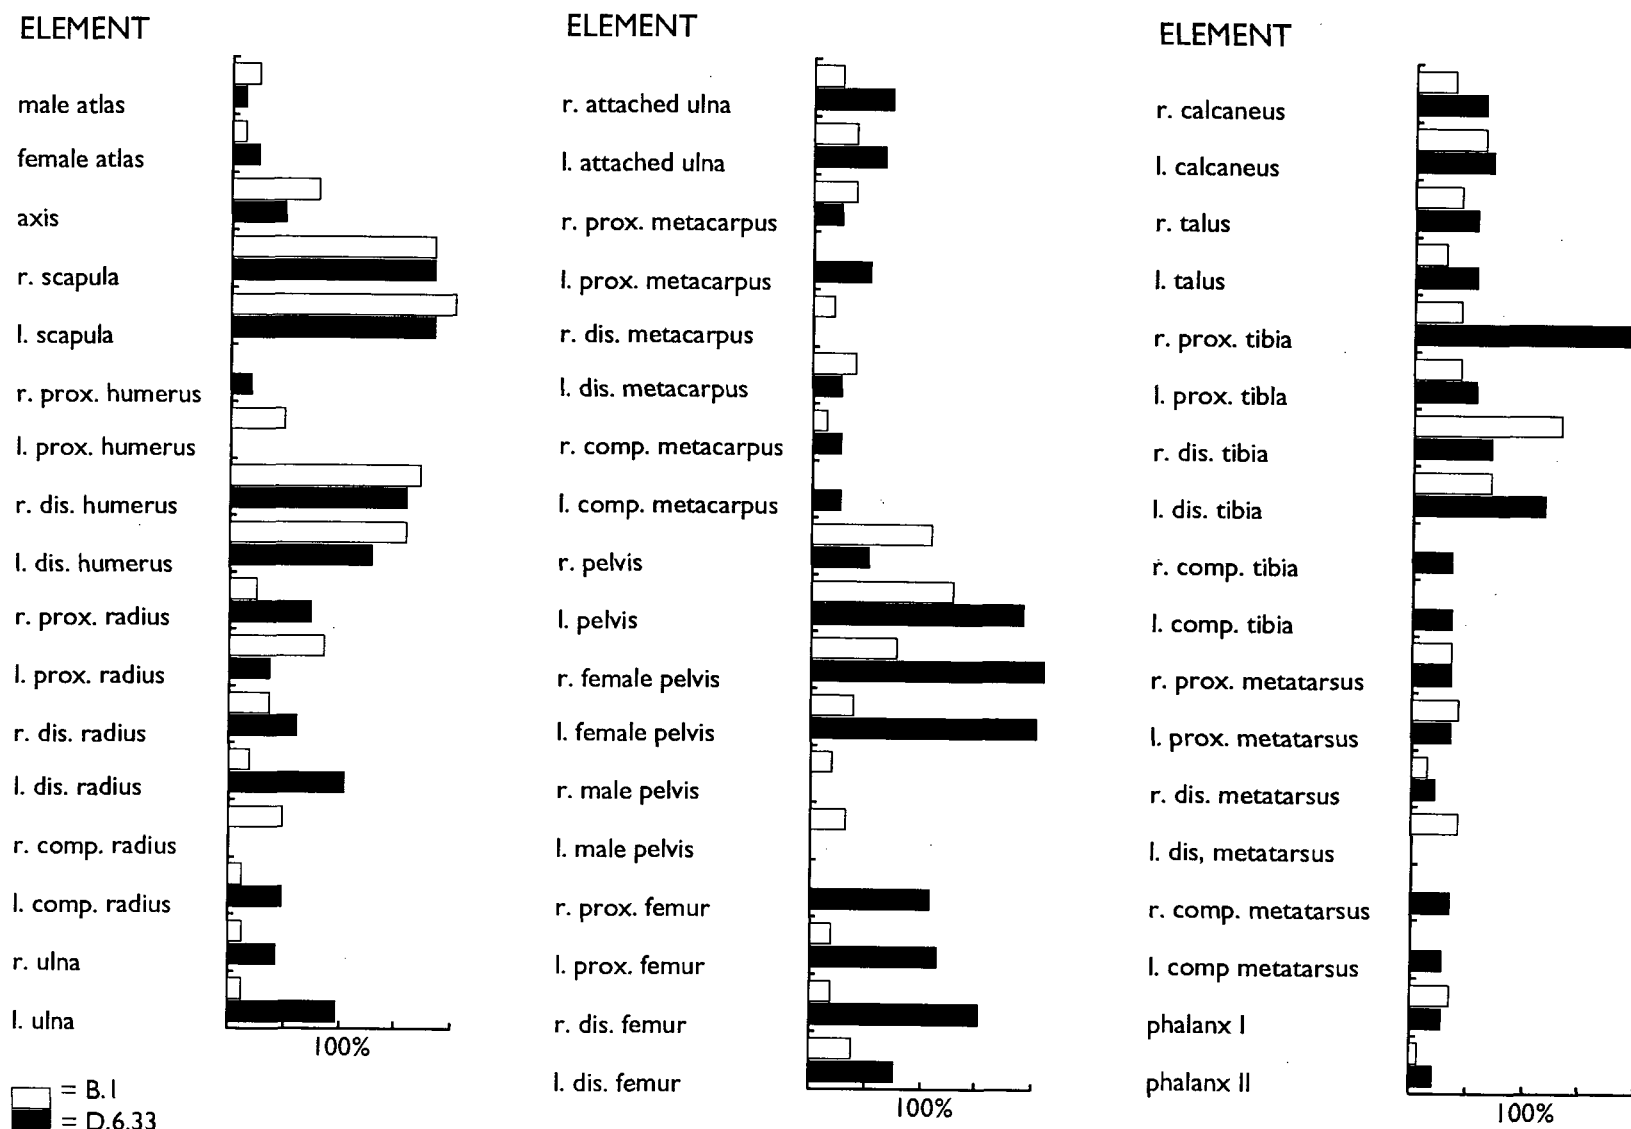 ELEMENT
male atlas
female atlas
axis
r. scapula
l. scapula
r. prox. humerus
l. prox. humerus
r. dis. humerus
l. dis. humerus
r. prox. radius
l. prox. radius
r. dis. radius
l. dis. radius
r. comp. radius
l. comp. radius
r. ulna
l. ulna
100%
= B.1
= D.6.33
ELEMENT
r. attached ulna
l. attached ulna
r. prox. metacarpus
l. prox. metacarpus
r. dis. metacarpus
l. dis. metacarpus
r. comp. metacarpus
l. comp. metacarpus
r. pelvis
l. pelvis
r. female pelvis
l. female pelvis
r. male pelvis
l. male pelvis
r. prox. femur
l. prox. femur
r. dis. femur
l. dis. femur
100%
ELEMENT
r. calcaneus
l. calcaneus
r. talus
l. talus
r. prox. tibia
l. prox. tibla
r. dis. tibia
l. dis. tibia
r. comp. tibia
l. comp. tibia
r. prox. metatarsus
l. prox. metatarsus
r. dis. metatarsus
l. dis, metatarsus
r. comp. metatarsus
l. comp metatarsus
phalanx I
phalanx II
100%